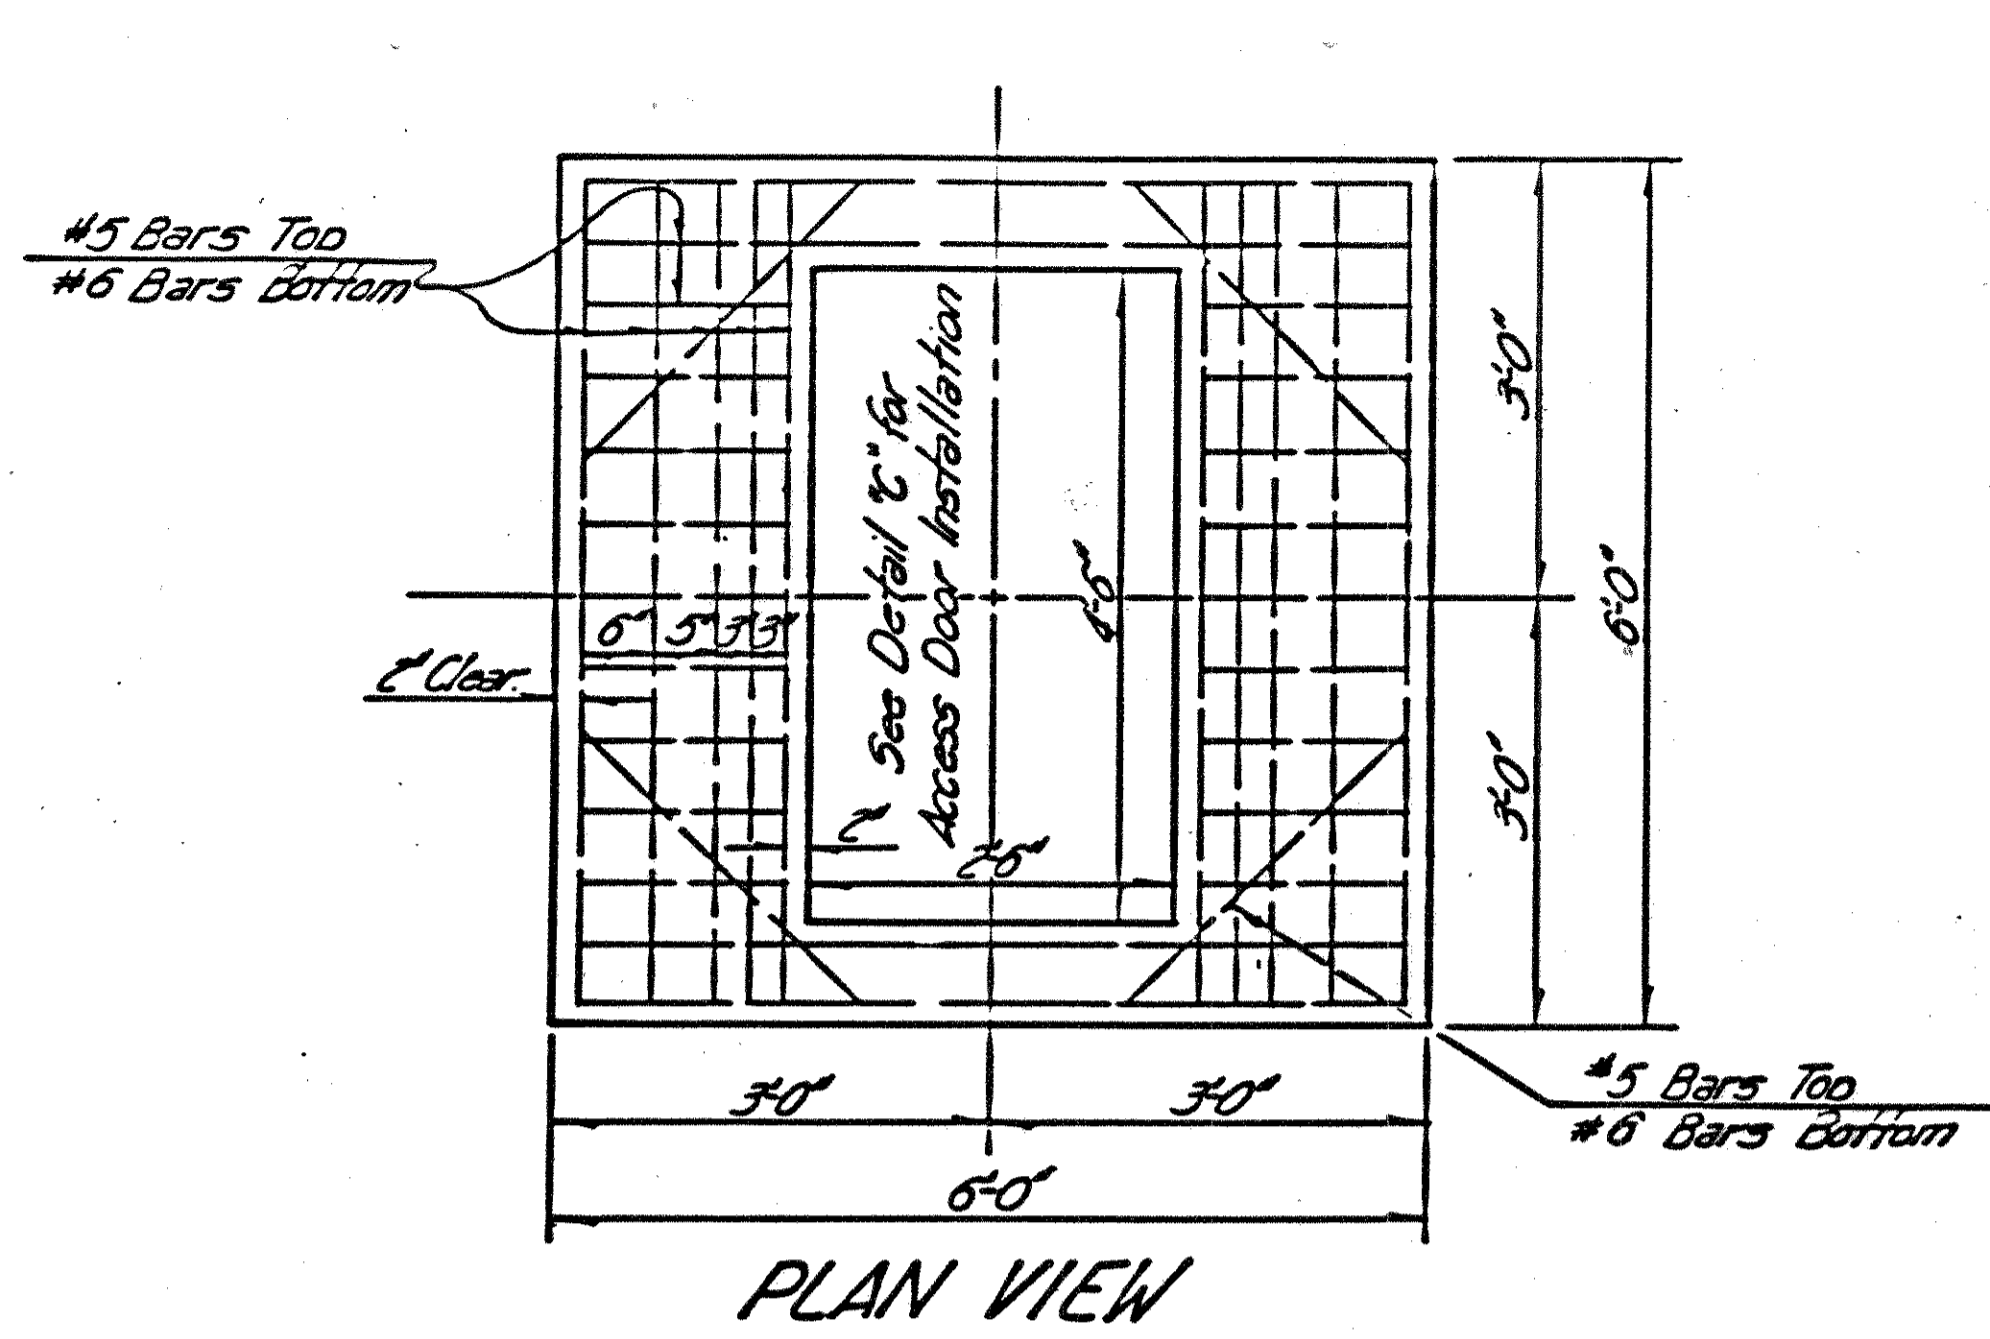 #5 Bars Top
#6 Bars Bottom
See Detail "C" for
Access Door Installation
3'-0"
6'-0"
4'-6"
6" 5" 3" 3"
2" Clear.
3'-0"
2"
2'-6"
#5 Bars Top
#6 Bars Bottom
3'-0" 3'-0"
6'-0"
PLAN VIEW